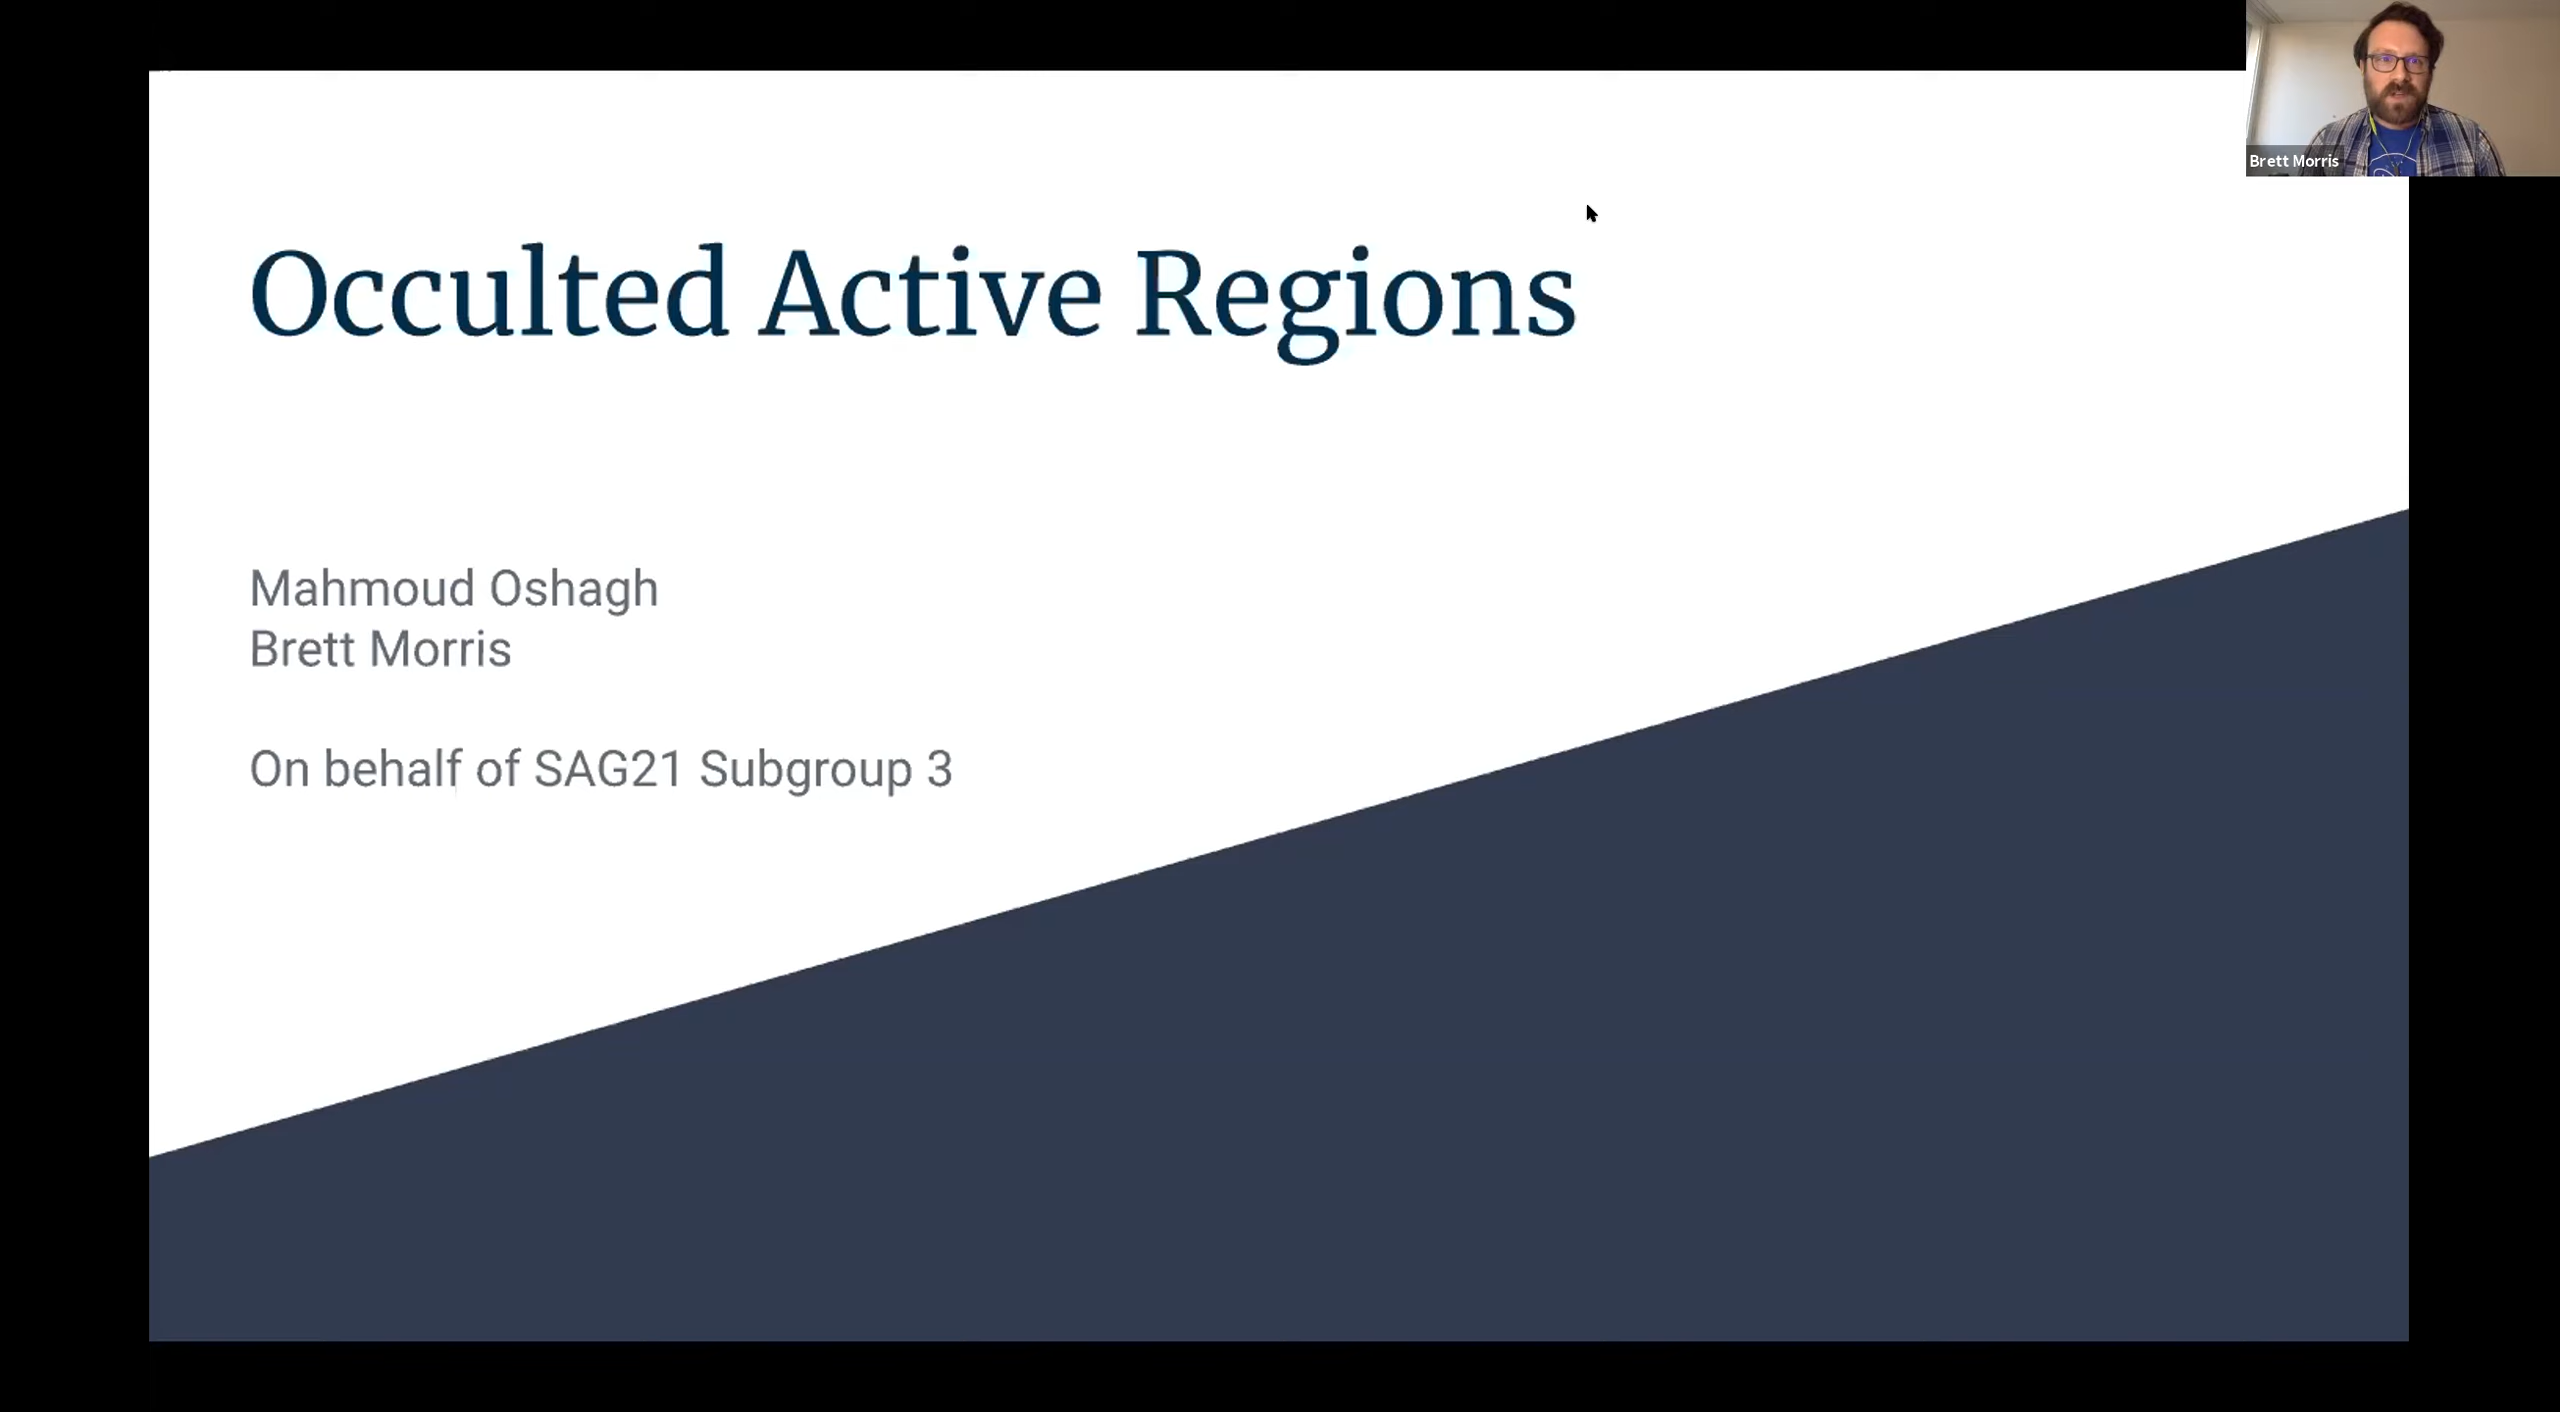 Occulted Active Regions
Mahmoud Oshagh
Brett Morris
On behalf of SAG21 Subgroup 3
Brett Morris